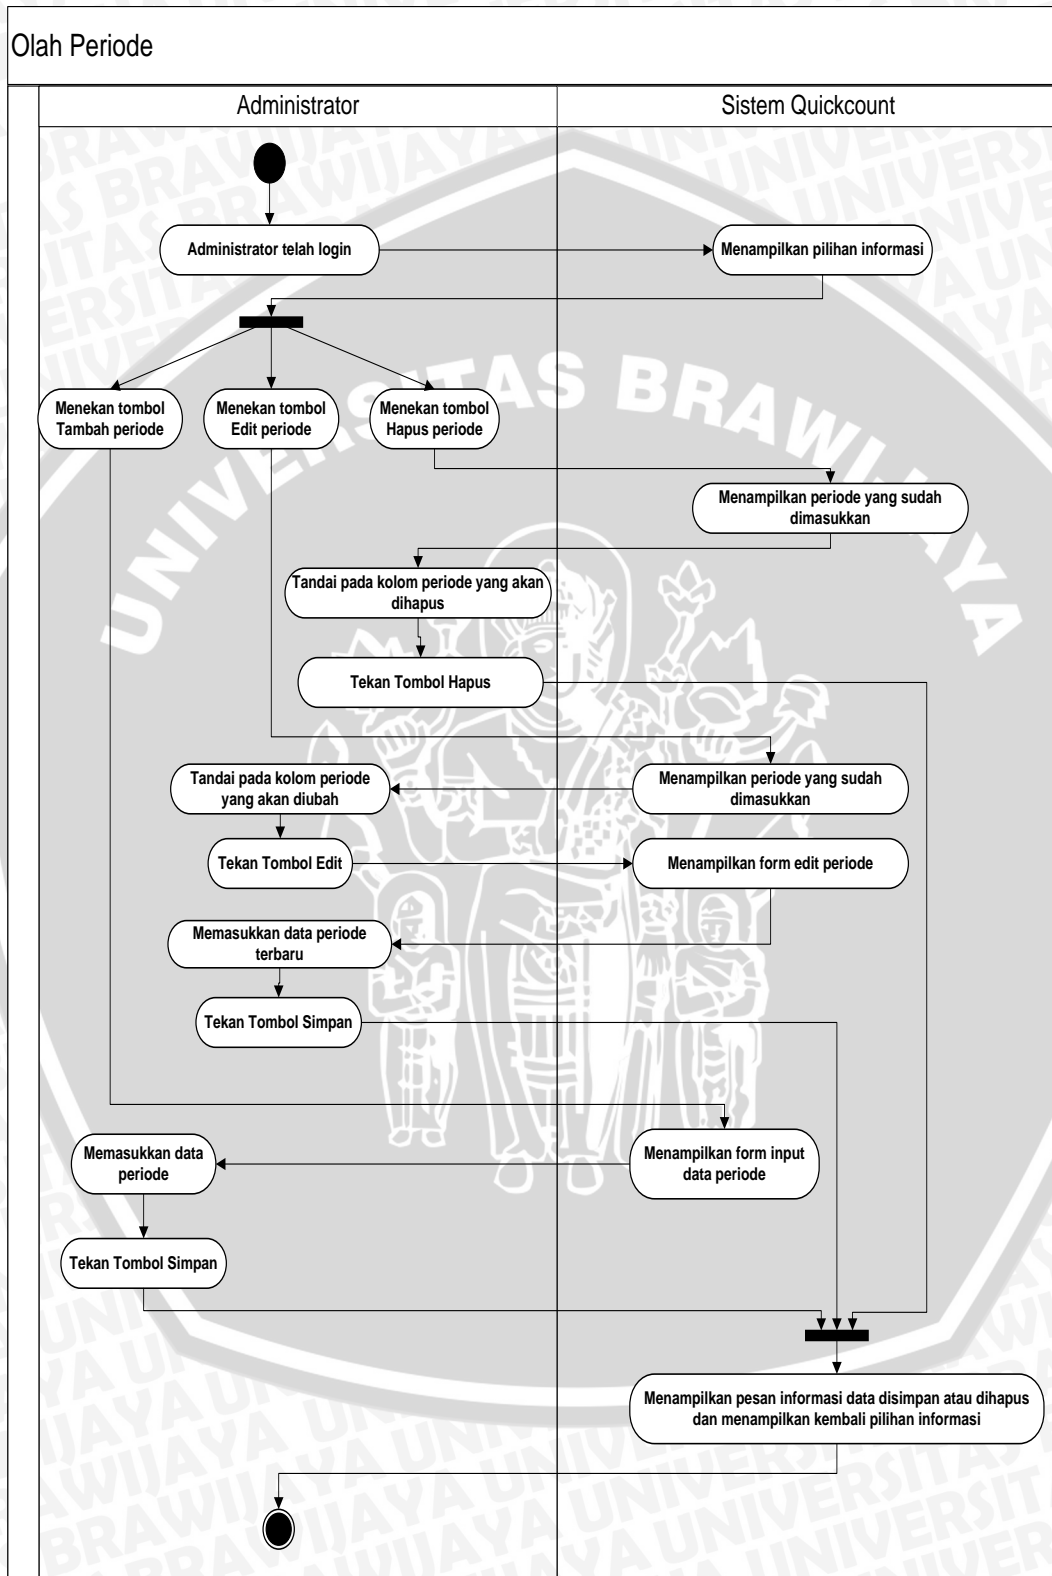 Olah Periode
Administrator
Sistem Quickcount
Administrator telah login
Menampilkan pilihan informasi
Menekan tombol
Tambah periode
Menekan tombol
Edit periode
Menekan tombol
Hapus periode
Menampilkan periode yang sudah
dimasukkan
Tandai pada kolom periode yang akan
dihapus
Tekan Tombol Hapus
Tandai pada kolom periode
yang akan diubah
Menampilkan periode yang sudah
dimasukkan
Tekan Tombol Edit
Menampilkan form edit periode
Memasukkan data periode
terbaru
Tekan Tombol Simpan
Memasukkan data
periode
Menampilkan form input
data periode
Tekan Tombol Simpan
Menampilkan pesan informasi data disimpan atau dihapus
dan menampilkan kembali pilihan informasi
UNIVERSITAS BRAWIJAYA